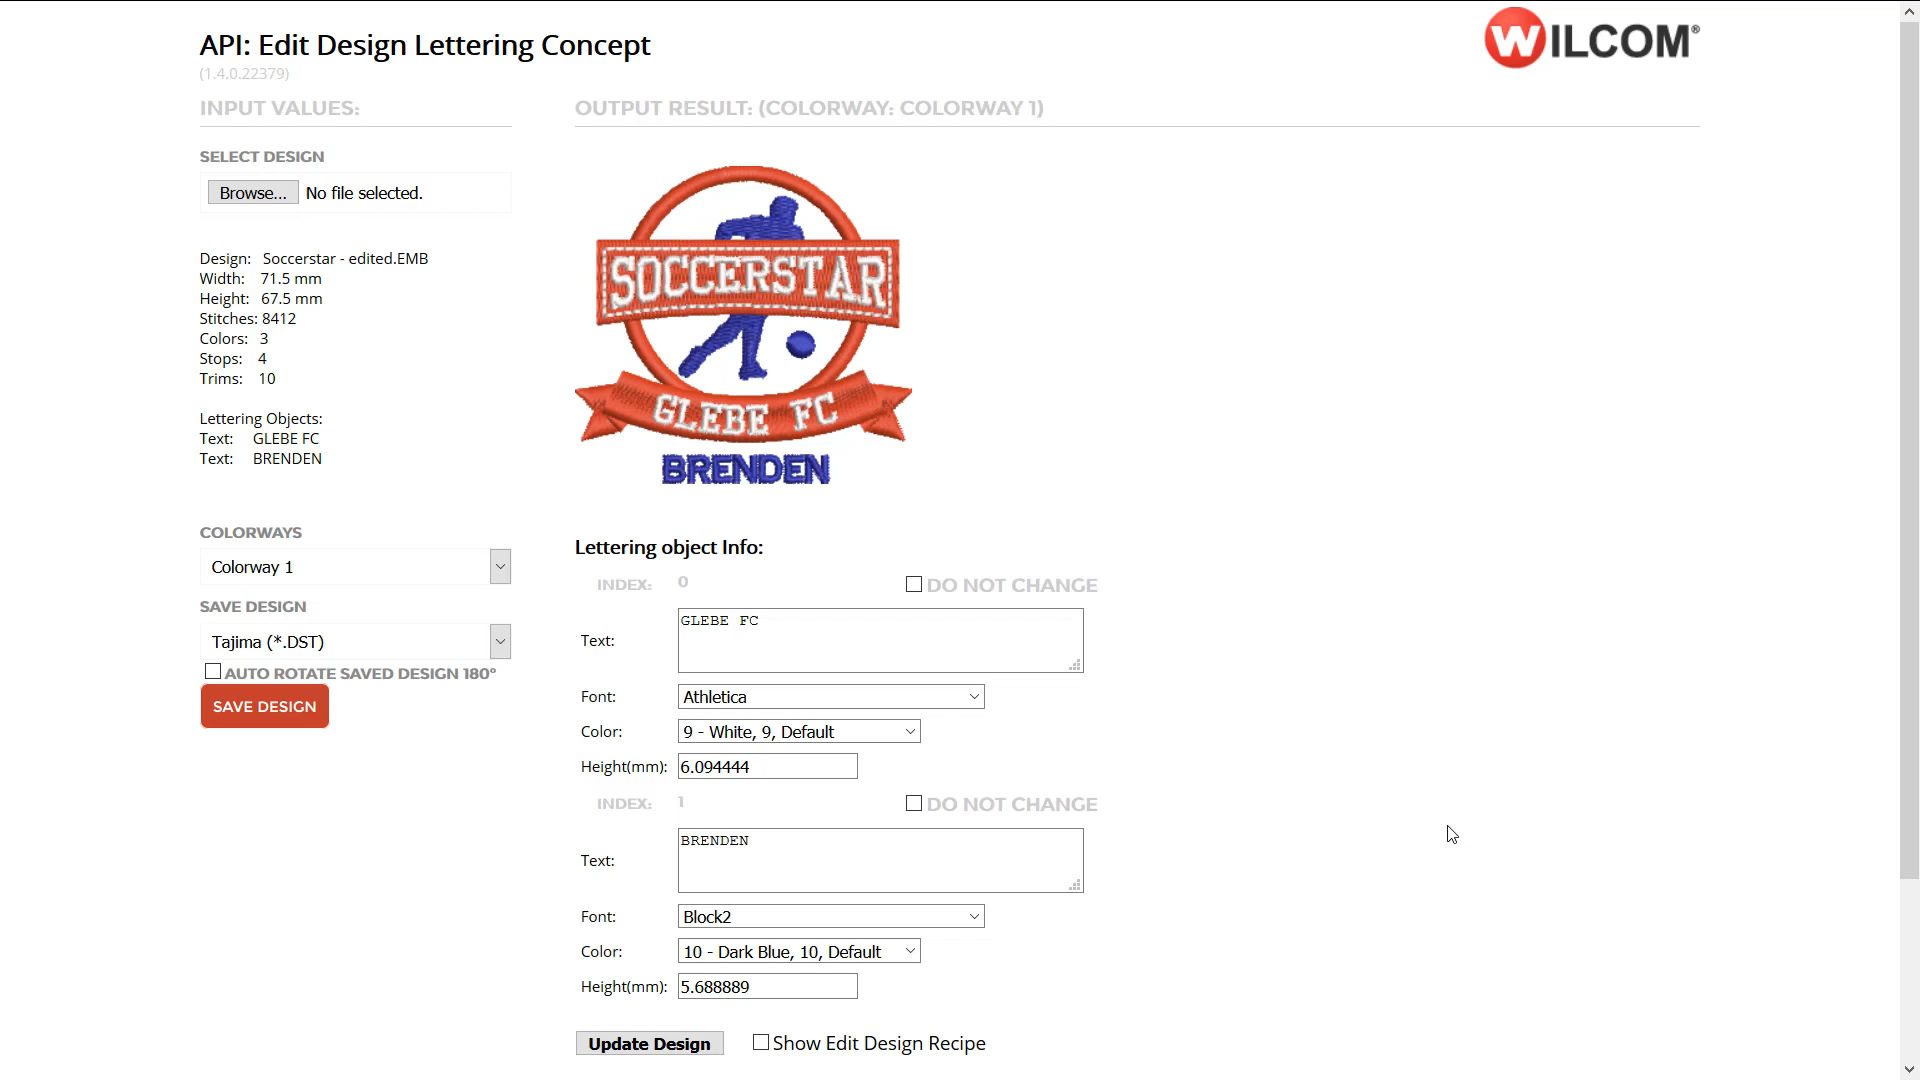 API: Edit Design Lettering Concept
(1.4.0.22379)
WILCOM®
INPUT VALUES:
OUTPUT RESULT: (COLORWAY: COLORWAY 1)
SELECT DESIGN
Browse... No file selected.
Design: Soccerstar - edited.EMB
Width: 71.5 mm
Height: 67.5 mm
Stitches: 8412
Colors: 3
Stops: 4
Trims: 10
Lettering Objects:
Text: GLEBE FC
Text: BRENDEN
COLORWAYS
Colorway 1
SAVE DESIGN
Tajima (*.DST)
AUTO ROTATE SAVED DESIGN 180°
SAVE DESIGN
SOCCERSTAR
GLEBE FC
BRENDEN
Lettering object Info:
INDEX: 0 DO NOT CHANGE
Text: GLEBE FC
Font: Athletica
Color: 9 - White, 9, Default
Height(mm): 6.094444
INDEX: 1 DO NOT CHANGE
Text: BRENDEN
Font: Block2
Color: 10 - Dark Blue, 10, Default
Height(mm): 5.688889
Update Design Show Edit Design Recipe